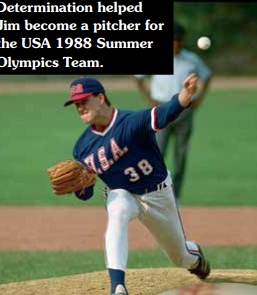 Determination helped
Jim become a pitcher for
the USA 1988 Summer
Olympics Team.
U.S.A.
38